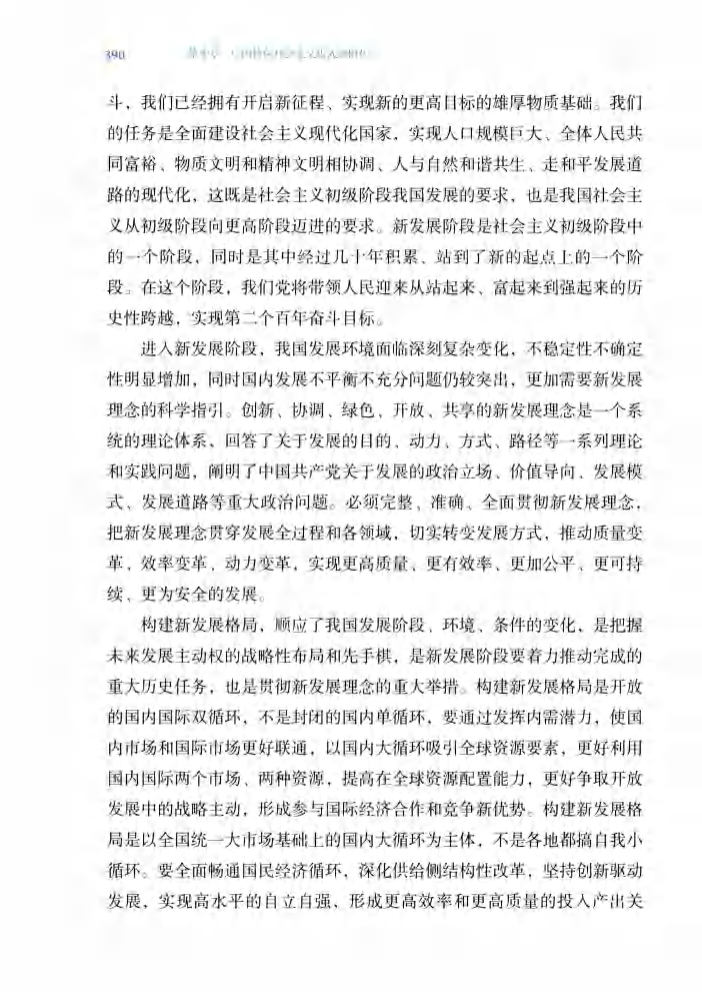 390
斗，我们已经拥有开启新征程、实现新的更高目标的雄厚物质基础。我们
的任务是全面建设社会主义现代化国家，实现人口规模巨大、全体人民共
同富裕、物质文明和精神文明相协调、人与自然和谐共生、走和平发展道
路的现代化，这既是社会主义初级阶段我国发展的要求，也是我国社会主
义从初级阶段向更高阶段迈进的要求。新发展阶段是社会主义初级阶段中
的一个阶段，同时是其中经过几十年积累、站到了新的起点上的一个阶
段。在这个阶段，我们党将带领人民迎来从站起来、富起来到强起来的历
史性跨越，实现第二个百年奋斗目标。
进入新发展阶段，我国发展环境面临深刻复杂变化，不稳定性不确定
性明显增加，同时国内发展不平衡不充分问题仍较突出，更加需要新发展
理念的科学指引。创新、协调、绿色、开放、共享的新发展理念是一个系
统的理论体系，回答了关于发展的目的、动力、方式、路径等一系列理论
和实践问题，阐明了中国共产党关于发展的政治立场、价值导向、发展模
式、发展道路等重大政治问题。必须完整、准确、全面贯彻新发展理念，
把新发展理念贯穿发展全过程和各领域，切实转变发展方式，推动质量变
革、效率变革、动力变革，实现更高质量、更有效率、更加公平、更可持
续、更为安全的发展。
构建新发展格局，顺应了我国发展阶段、环境、条件的变化，是把握
未来发展主动权的战略性布局和先手棋，是新发展阶段要着力推动完成的
重大历史任务，也是贯彻新发展理念的重大举措。构建新发展格局是开放
的国内国际双循环，不是封闭的国内单循环，要通过发挥内需潜力，使国
内市场和国际市场更好联通，以国内大循环吸引全球资源要素，更好利用
国内国际两个市场、两种资源，提高在全球资源配置能力，更好争取开放
发展中的战略主动，形成参与国际经济合作和竞争新优势。构建新发展格
局是以全国统一大市场基础上的国内大循环为主体，不是各地都搞自我小
循环。要全面畅通国民经济循环，深化供给侧结构性改革，坚持创新驱动
发展，实现高水平的自立自强，形成更高效率和更高质量的投入产出关